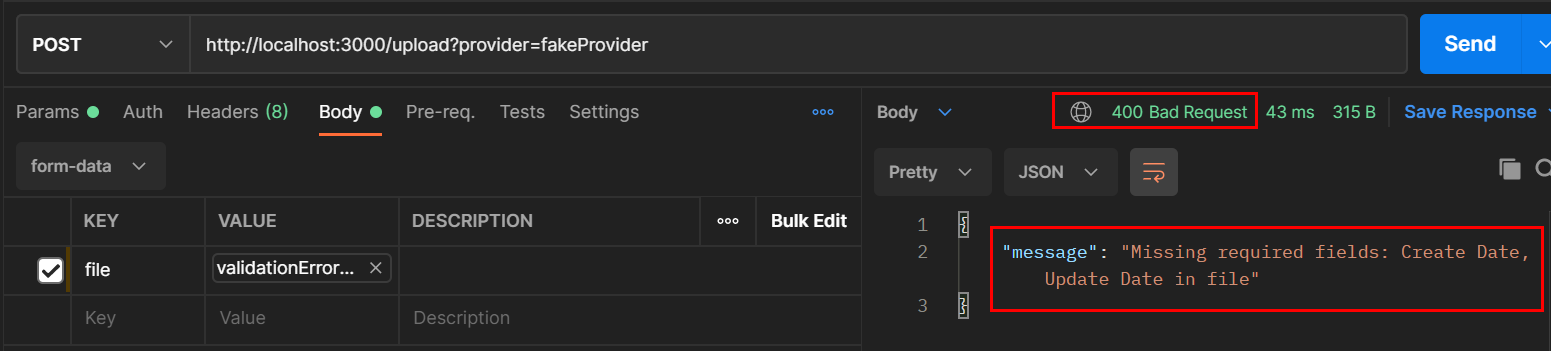 POST http://localhost:3000/upload?provider=fakeProvider Send
Params Auth Headers (8) Body Pre-req. Tests Settings
form-data
KEY VALUE DESCRIPTION Bulk Edit
file validationError...
Key Value Description
Body 400 Bad Request 43 ms 315 B Save Response
Pretty JSON
1 {
2 "message": "Missing required fields: Create Date,
Update Date in file"
3 }